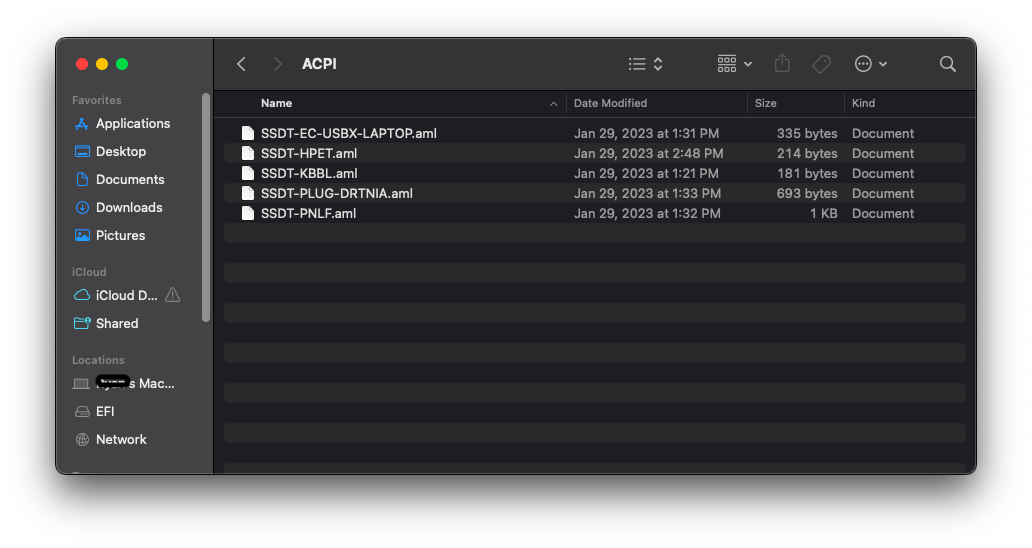 ACPI
Favorites
Applications
Desktop
Documents
Downloads
Pictures
iCloud
iCloud D...
Shared
Locations
s Mac...
EFI
Network
Name Date Modified Size Kind
SSDT-EC-USBX-LAPTOP.aml Jan 29, 2023 at 1:31 PM 335 bytes Document
SSDT-HPET.aml Jan 29, 2023 at 2:48 PM 214 bytes Document
SSDT-KBBL.aml Jan 29, 2023 at 1:21 PM 181 bytes Document
SSDT-PLUG-DRTNIA.aml Jan 29, 2023 at 1:33 PM 693 bytes Document
SSDT-PNLF.aml Jan 29, 2023 at 1:32 PM 1 KB Document